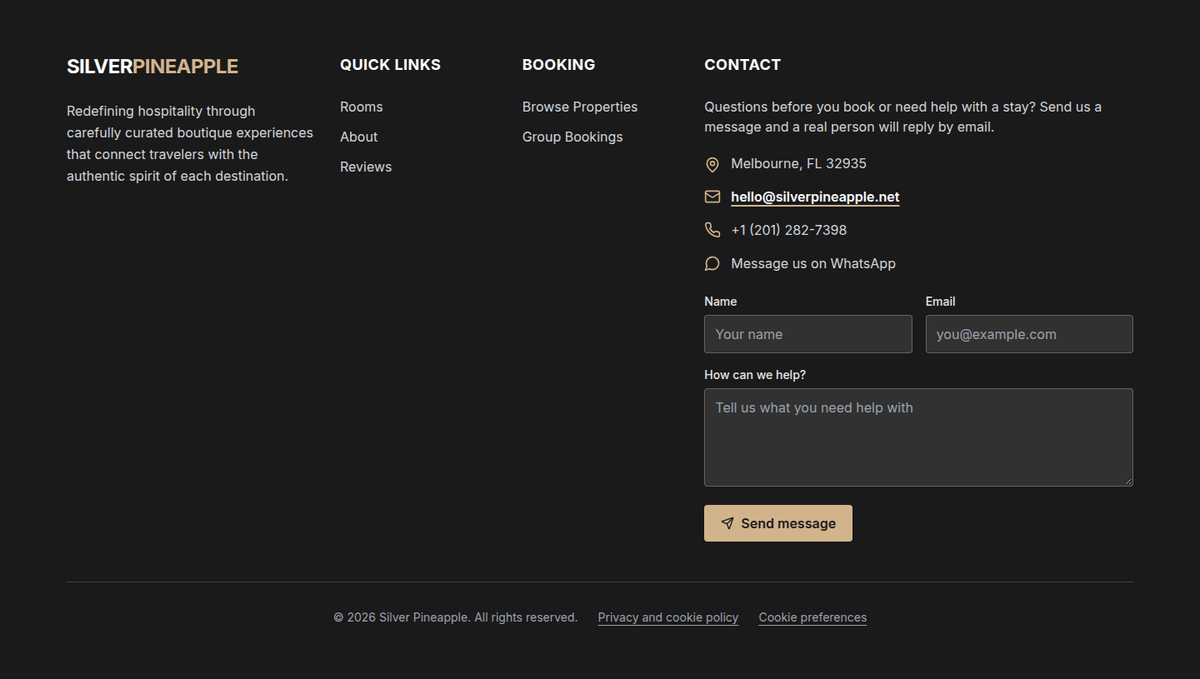 SILVERPINEAPPLE
Redefining hospitality through
carefully curated boutique experiences
that connect travelers with the
authentic spirit of each destination.
QUICK LINKS
Rooms
About
Reviews
BOOKING
Browse Properties
Group Bookings
CONTACT
Questions before you book or need help with a stay? Send us a
message and a real person will reply by email.
Melbourne, FL 32935
hello@silverpineapple.net
+1 (201) 282-7398
Message us on WhatsApp
Name
Your name
Email
you@example.com
How can we help?
Tell us what you need help with
Send message
© 2026 Silver Pineapple. All rights reserved. Privacy and cookie policy Cookie preferences